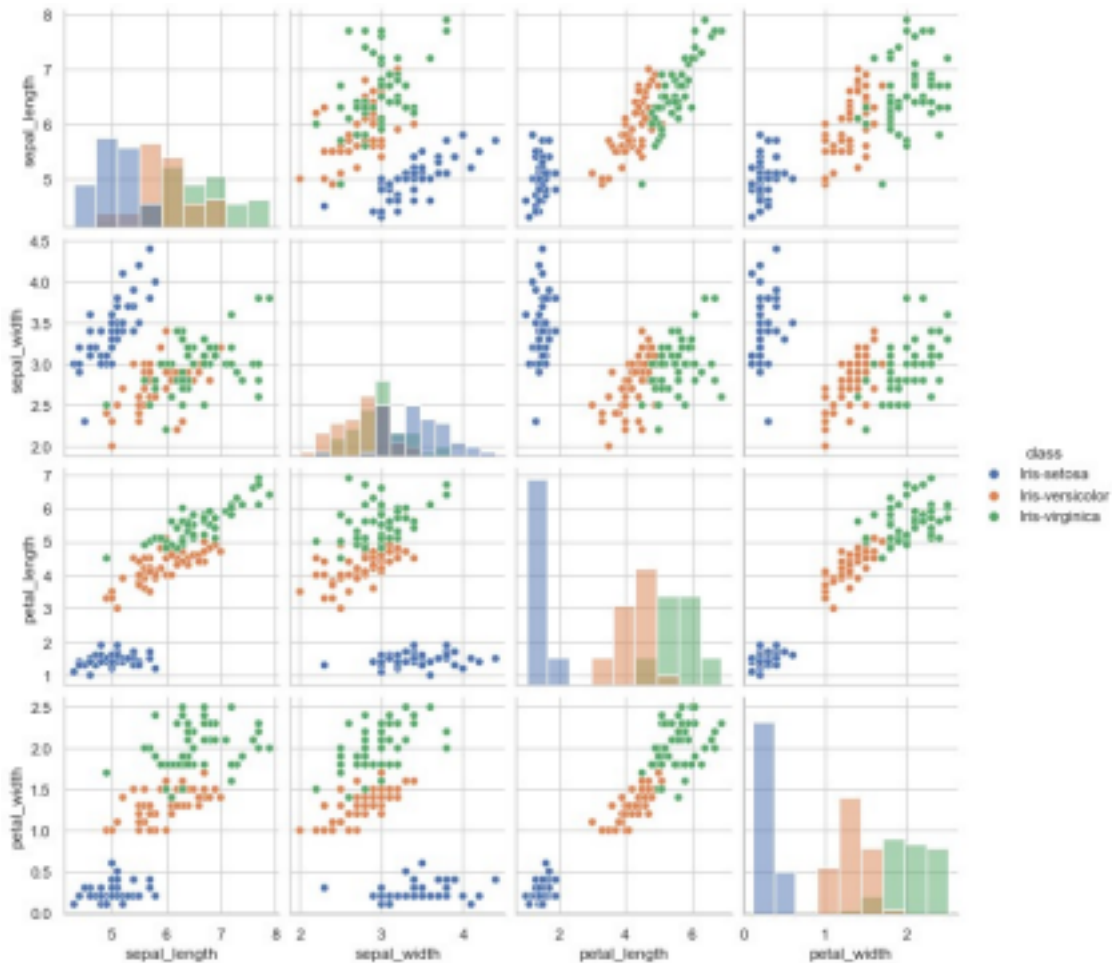 8
7
6
5
sepal_length
4.5
4.0
3.5
3.0
2.5
2.0
sepal_width
class
Iris-setosa
Iris-versicolor
Iris-virginica
7
6
5
4
3
2
1
petal_length
2.5
2.0
1.5
1.0
0.5
0.0
petal_width
5 6 7 8
2 3 4
2 4 6
0 1 2
sepal_length sepal_width petal_length petal_width